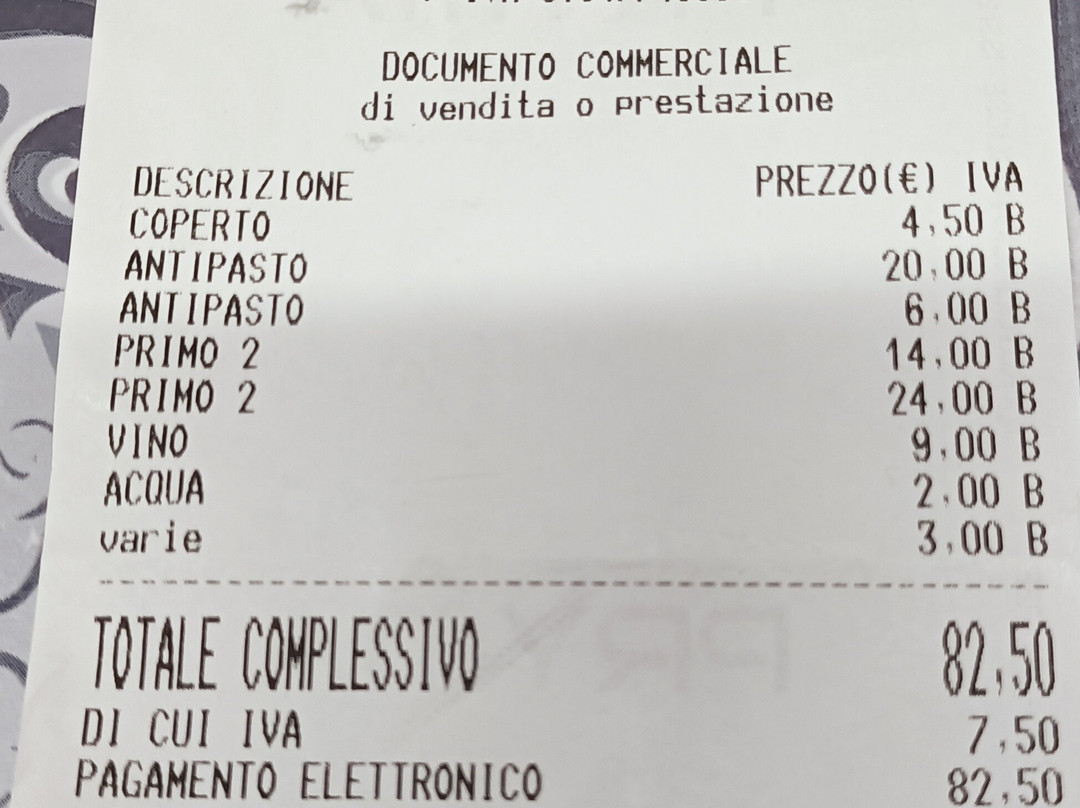 DOCUMENTO COMMERCIALE
di vendita o prestazione
DESCRIZIONE PREZZO(€) IVA
COPERTO 4,50 B
ANTIPASTO 20,00 B
ANTIPASTO 6,00 B
PRIMO 2 14,00 B
PRIMO 2 24,00 B
VINO 9,00 B
ACQUA 2,00 B
varie 3,00 B
TOTALE COMPLESSIVO 82,50
DI CUI IVA 7,50
PAGAMENTO ELETTRONICO 82,50